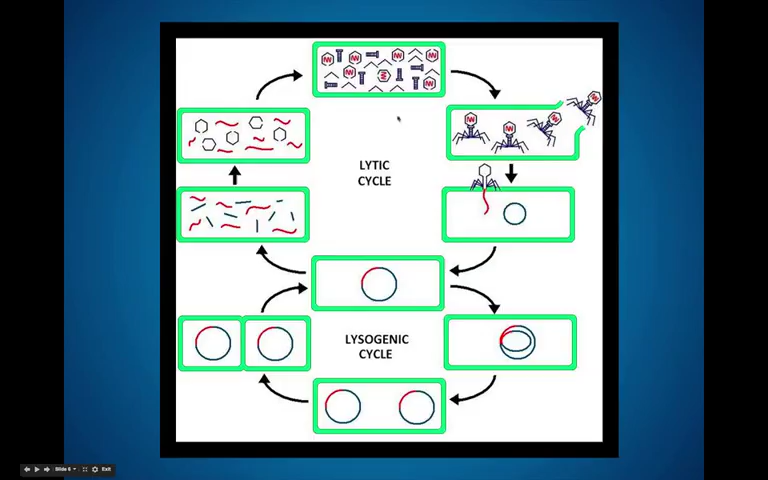 LYTIC
CYCLE
LYSOGENIC
CYCLE
Slide 6
Exit